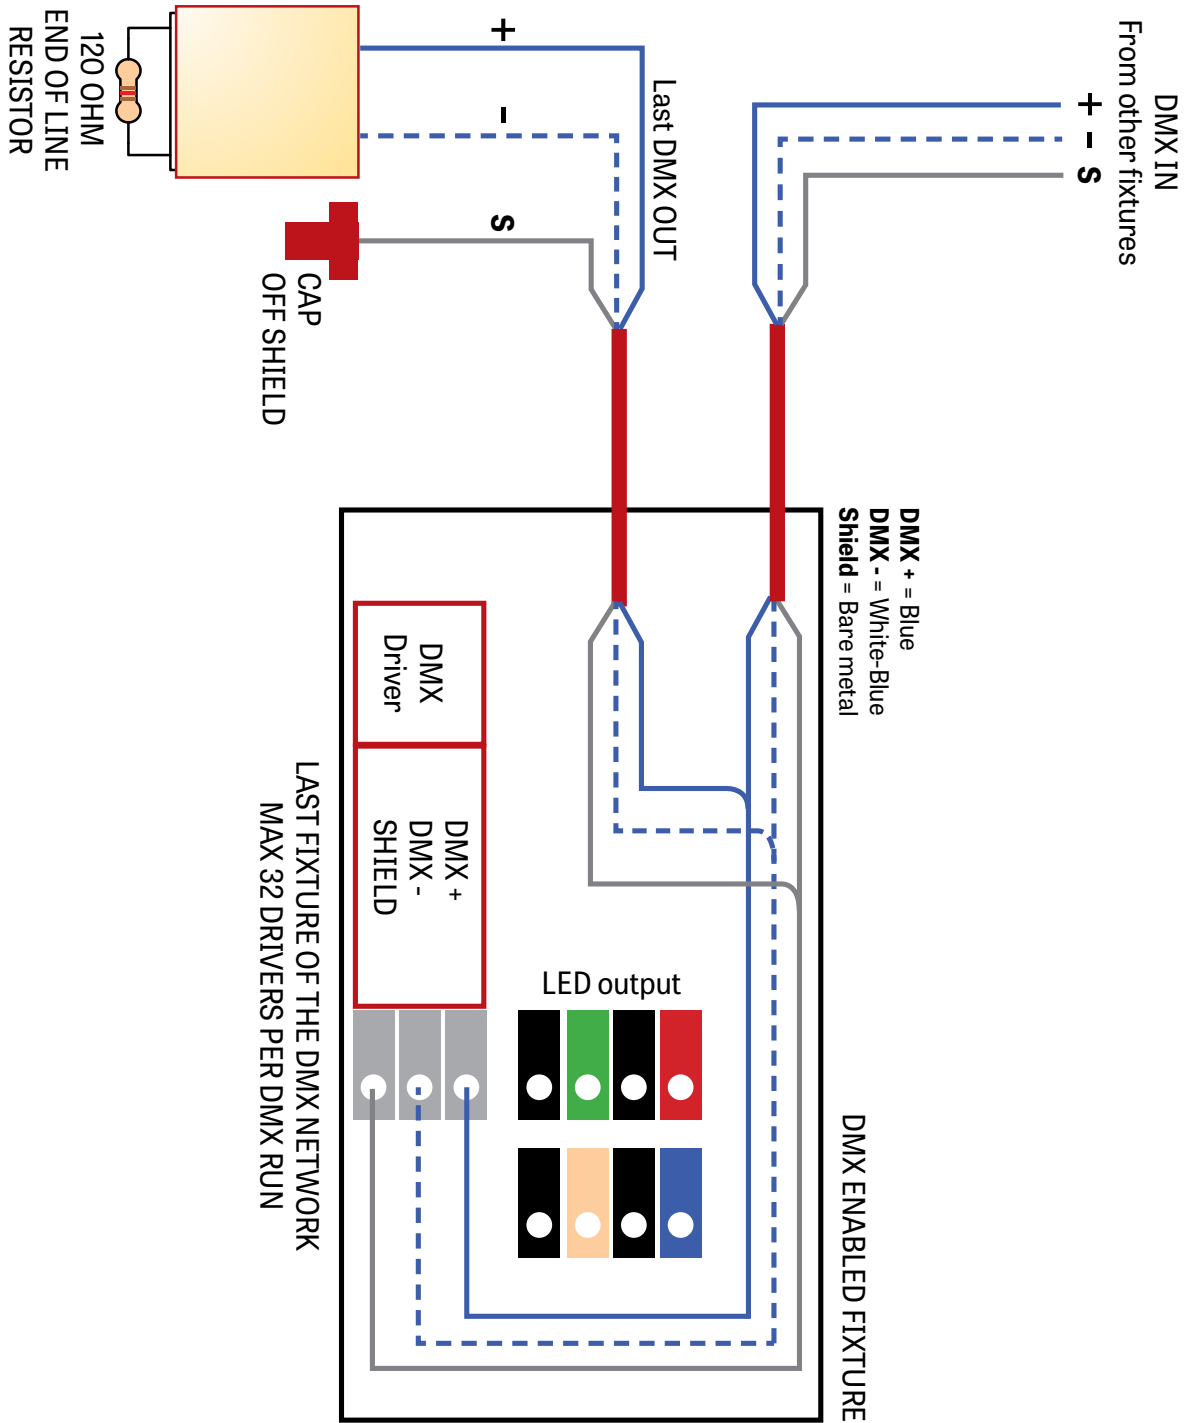 DMX IN
From other fixtures
+
-
S
DMX + = Blue
DMX - = White-Blue
Shield = Bare metal
DMX ENABLED FIXTURE
Last DMX OUT
+
-
S
120 OHM
END OF LINE
RESISTOR
CAP
OFF SHIELD
DMX
Driver
DMX +
DMX -
SHIELD
LED output
LAST FIXTURE OF THE DMX NETWORK
MAX 32 DRIVERS PER DMX RUN